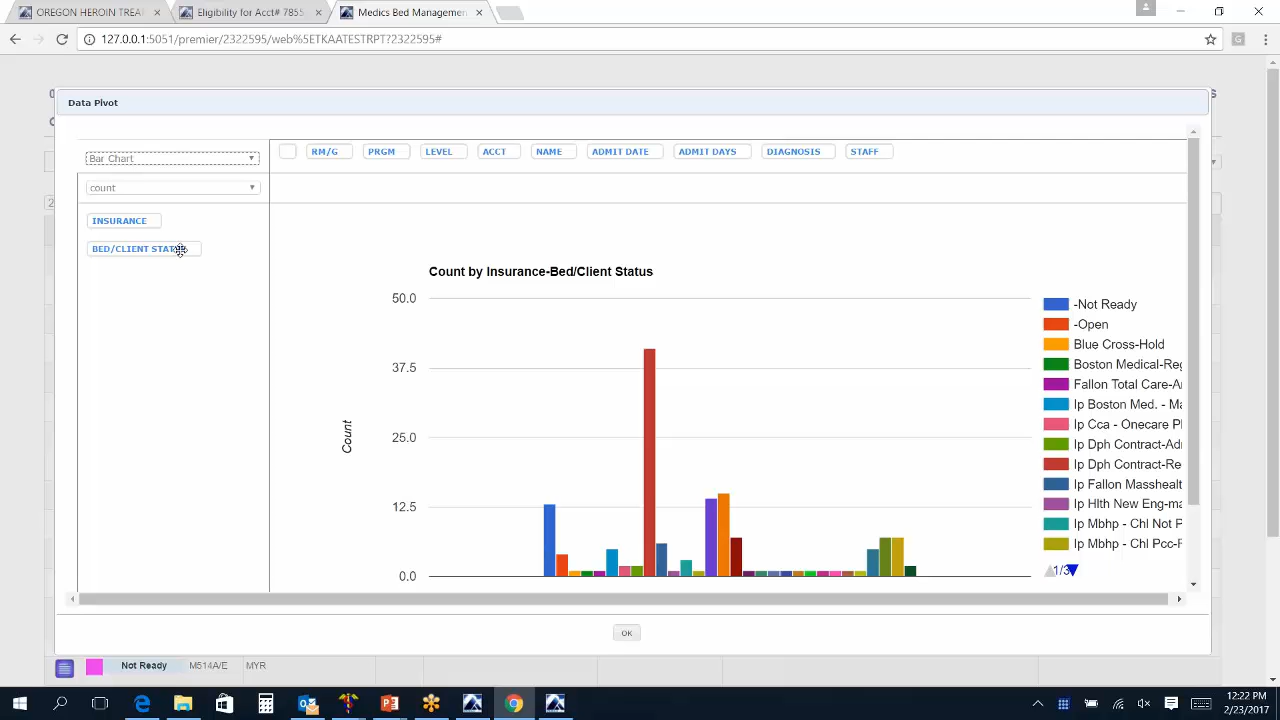 OREGON HEROIN TREA
Eligibility for Acct# 7855
Medics Bed Managemen
127.0.0.1:5051/premier/2322595/web%5ETKAATESTRPT?2322595#
Data Pivot
Bar Chart
RM/G PRGM LEVEL ACCT NAME ADMIT DATE ADMIT DAYS DIAGNOSIS STAFF
count
INSURANCE
BED/CLIENT STAT
Count by Insurance-Bed/Client Status
50.0
37.5
25.0
12.5
0.0
Count
-Not Ready
-Open
Blue Cross-Hold
Boston Medical-Reg
Fallon Total Care-A
Ip Boston Med. - Ma
Ip Cca - Onecare Pl
Ip Dph Contract-Adr
Ip Dph Contract-Re
Ip Fallon Masshealt
Ip Hlth New Eng-ma
Ip Mbhp - Chl Not P
Ip Mbhp - Chl Pcc-F
1/3
OK
Not Ready M514A/E MYR
12:22 PM
2/23/2017